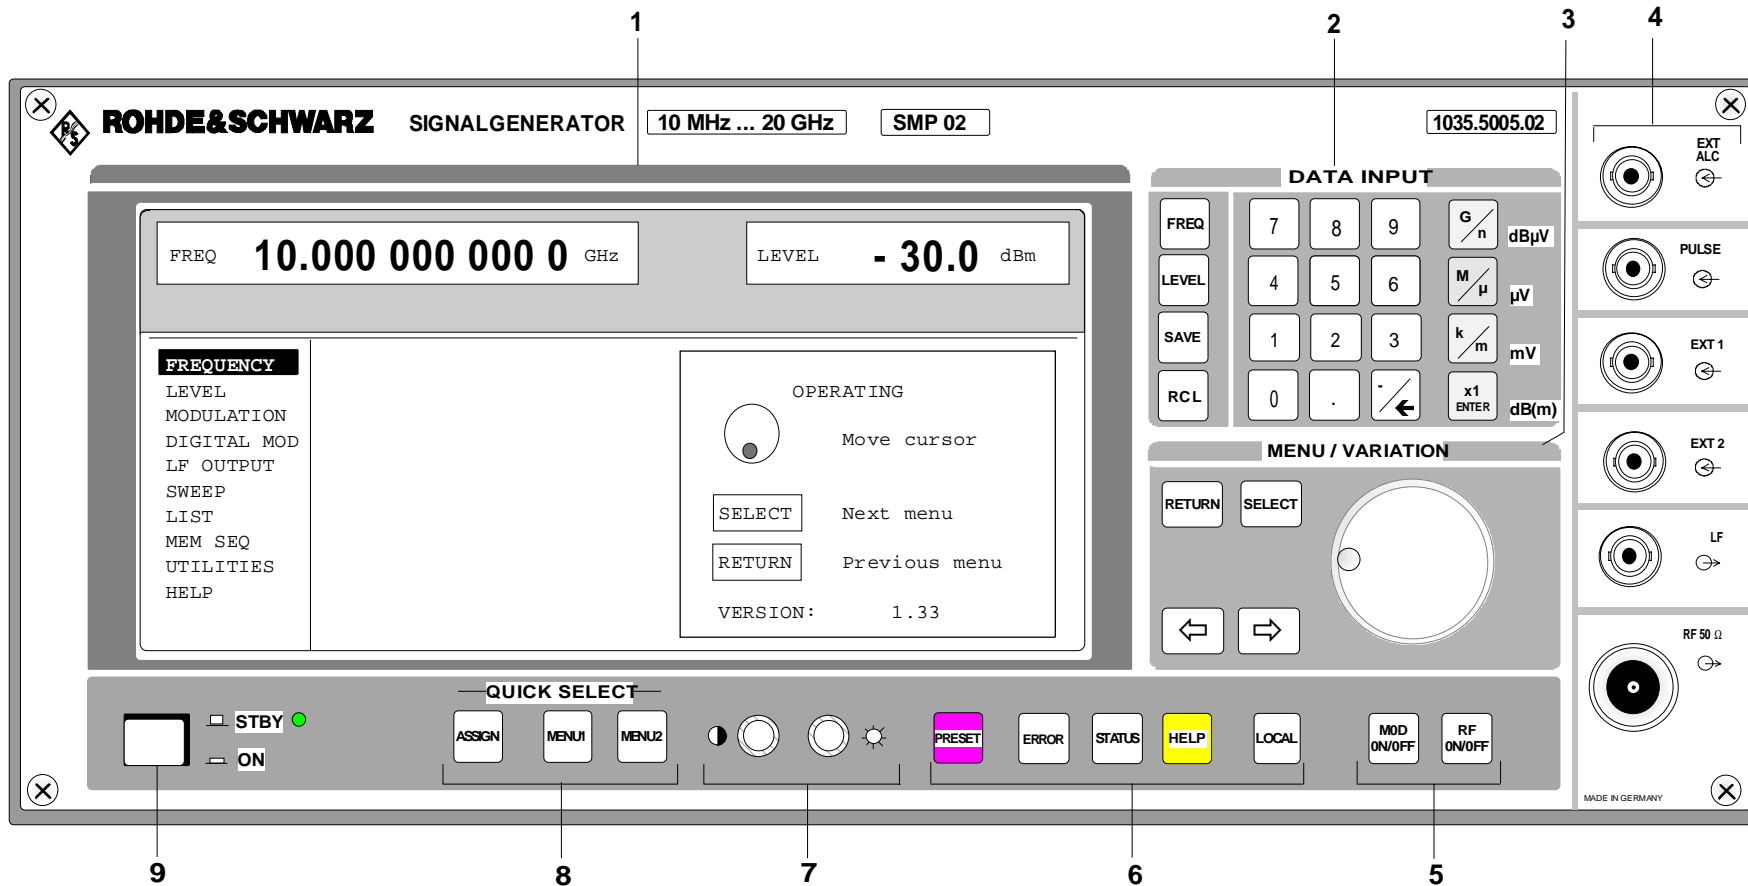 1 2 3 4
ROHDE&SCHWARZ SIGNALGENERATOR 10 MHz ... 20 GHz SMP 02 1035.5005.02
R/S
FREQ 10.000 000 000 0 GHz
LEVEL - 30.0 dBm
FREQUENCY
LEVEL
MODULATION
DIGITAL MOD
LF OUTPUT
SWEEP
LIST
MEM SEQ
UTILITIES
HELP
OPERATING
Move cursor
SELECT Next menu
RETURN Previous menu
VERSION: 1.33
DATA INPUT
FREQ 7 8 9 G/n dBµV
LEVEL 4 5 6 M/µ µV
SAVE 1 2 3 k/m mV
RCL 0 . -/← x1 ENTER dB(m)
MENU / VARIATION
RETURN SELECT
EXT
ALC
PULSE
EXT 1
EXT 2
LF
RF 50 Ω
MADE IN GERMANY
STBY
ON
QUICK SELECT
ASSIGN MENU1 MENU2
PRESET ERROR STATUS HELP LOCAL
MOD
ON/OFF
RF
ON/OFF
9 8 7 6 5